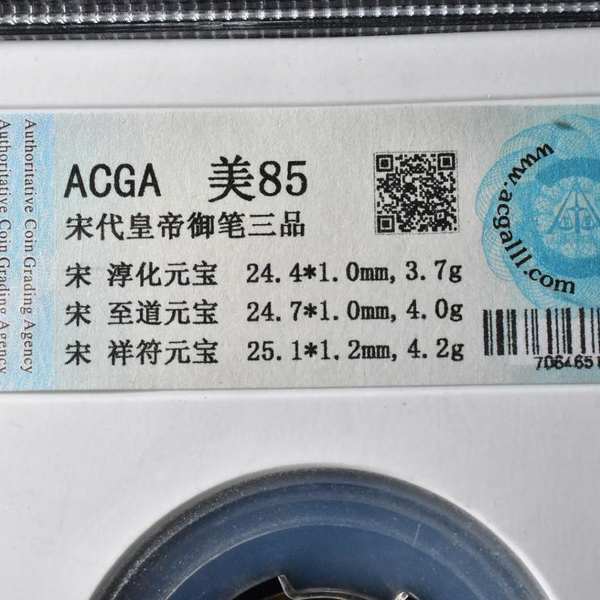 ACGA 美85
宋代皇帝御笔三品
宋 淳化元宝 24.4*1.0mm, 3.7g
宋 至道元宝 24.7*1.0mm, 4.0g
宋 祥符元宝 25.1*1.2mm, 4.2g
Authoritative Coin Grading Agency
Authoritative Coin Grading Agency
www.acgalll.com
706465